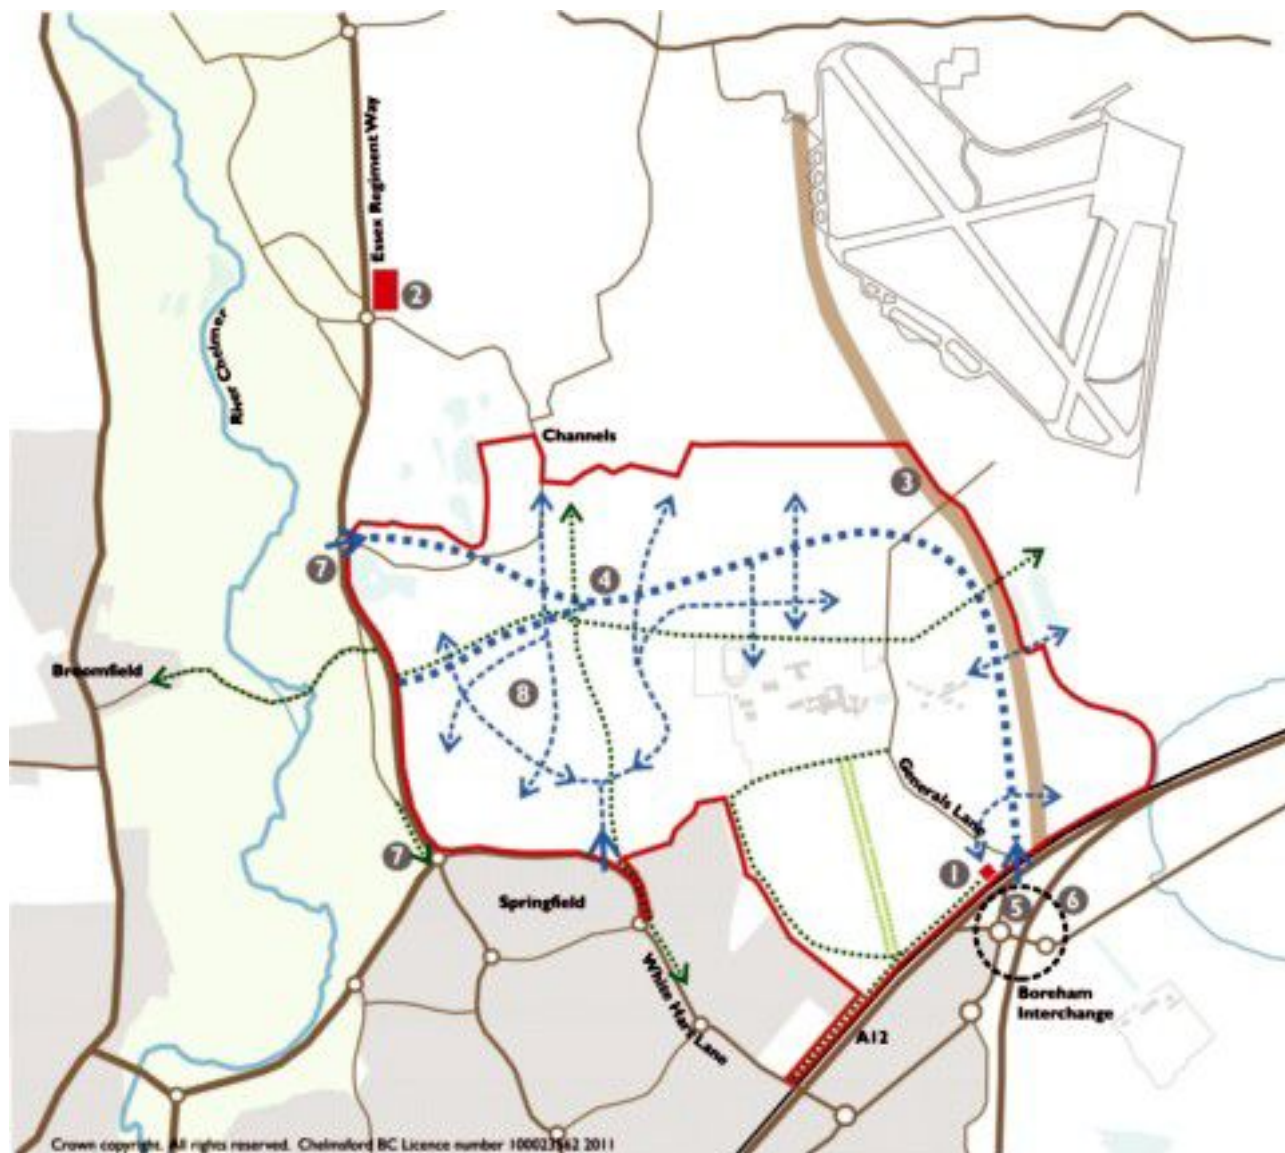 Essex Regiment Way
2
River Chelmer
Channels
3
7
4
Broomfield
8
Generals Lane
7
1
5
6
Springfield
White Hart Lane
Boreham
Interchange
A12
Crown copyright. All rights reserved. Chelmsford BC Licence number 100023562 2011